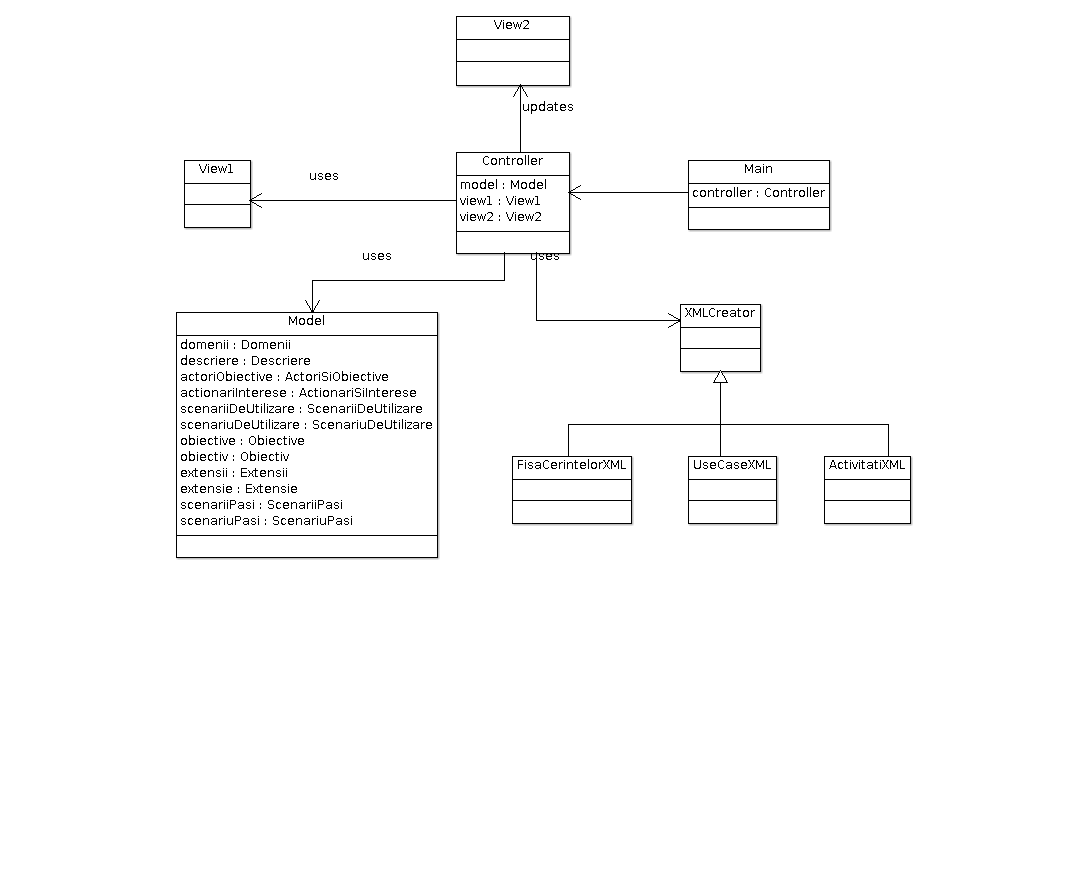 View2
updates
Controller
model : Model
view1 : View1
view2 : View2
View1
uses
Main
controller : Controller
uses
uses
Model
domenii : Domenii
descriere : Descriere
actoriObiective : ActoriSiObiective
actionariInterese : ActionariSiInterese
scenariiDeUtilizare : ScenariiDeUtilizare
scenariuDeUtilizare : ScenariuDeUtilizare
obiective : Obiective
obiectiv : Obiectiv
extensii : Extensii
extensie : Extensie
scenariiPasi : ScenariiPasi
scenariuPasi : ScenariuPasi
XMLCreator
FisaCerintelorXML
UseCaseXML
ActivitatiXML